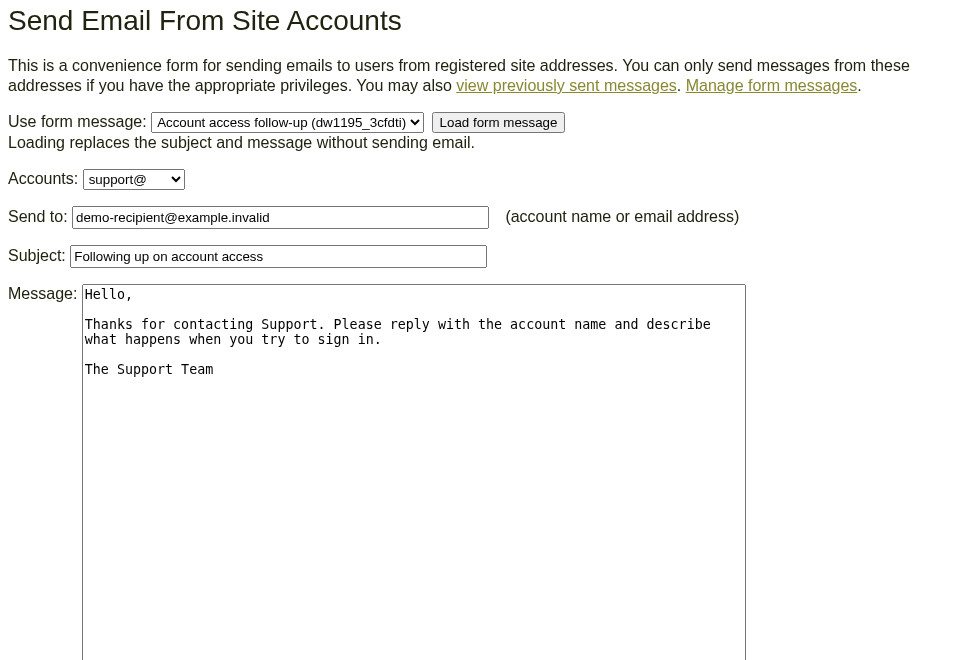 Send Email From Site Accounts
This is a convenience form for sending emails to users from registered site addresses. You can only send messages from these
addresses if you have the appropriate privileges. You may also view previously sent messages. Manage form messages.
Use form message: Account access follow-up (dw1195_3cfdti) Load form message
Loading replaces the subject and message without sending email.
Accounts: support@
Send to: demo-recipient@example.invalid (account name or email address)
Subject: Following up on account access
Message: Hello,
Thanks for contacting Support. Please reply with the account name and describe
what happens when you try to sign in.
The Support Team